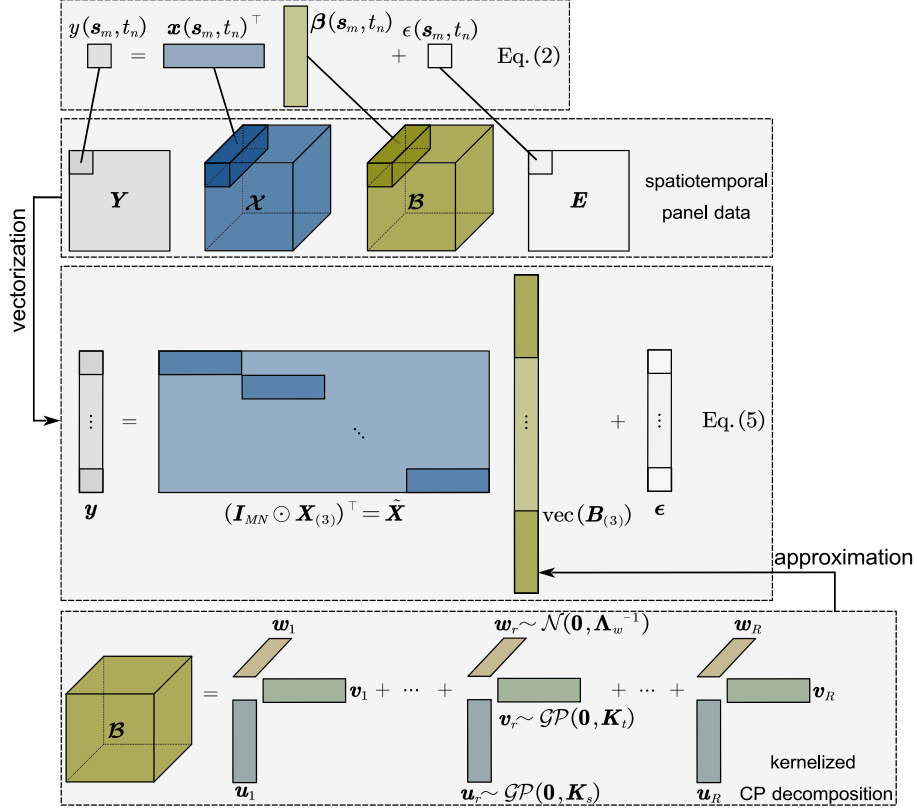 y(s_m, t_n) = x(s_m, t_n)^⊤ β(s_m, t_n) + ϵ(s_m, t_n) Eq.(2)
Y 𝒳 ℬ E
spatiotemporal
panel data
vectorization
⋮ = ⋱ ⋮ + ⋮ Eq.(5)
y (I_{MN} ⊙ X_{(3)})^⊤ = X̃ vec(B_{(3)}) ϵ
approximation
w_1 w_r ~ 𝒩(0, Λ_w^{-1}) w_R
ℬ = v_1 + ··· + + ··· + v_R
v_r ~ 𝒢𝒫(0, K_t)
u_1 u_r ~ 𝒢𝒫(0, K_s) u_R
kernelized
CP decomposition